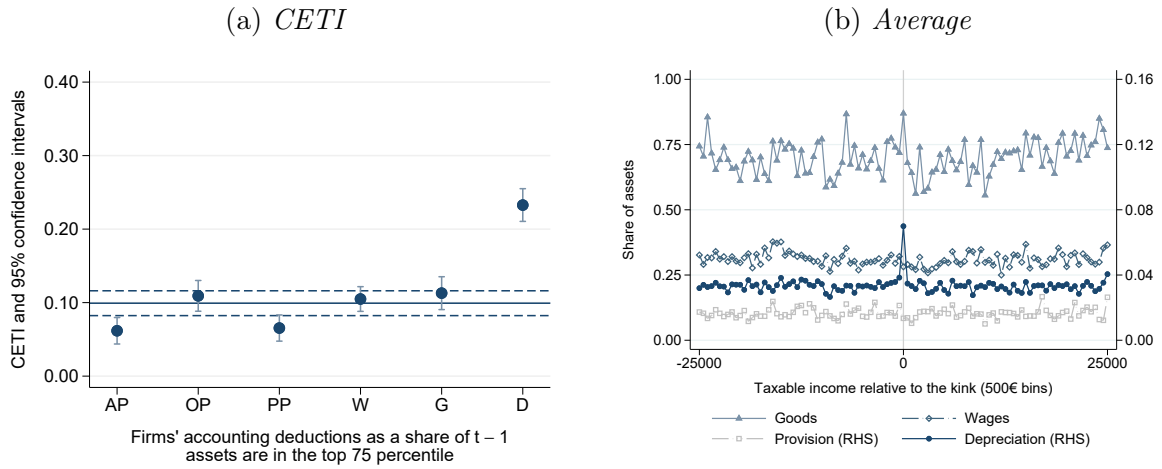 (a) CETI
CETI and 95% confidence intervals
0.40
0.30
0.20
0.10
0.00
AP OP PP W G D
Firms' accounting deductions as a share of t − 1
assets are in the top 75 percentile
(b) Average
Share of assets
1.00 0.16
0.75 0.12
0.50 0.08
0.25 0.04
0.00 0.00
-25000 0 25000
Taxable income relative to the kink (500€ bins)
Goods Wages
Provision (RHS) Depreciation (RHS)